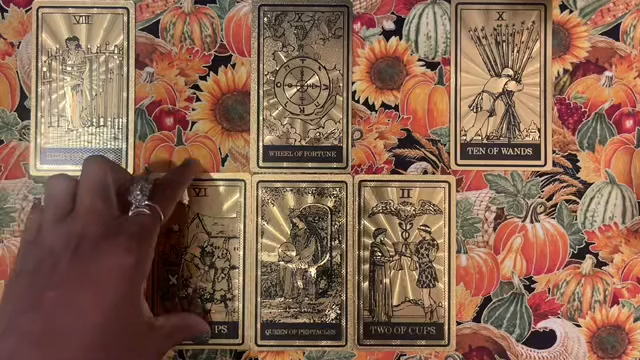 VIII
X
WHEEL OF FORTUNE
X
TEN OF WANDS
VI
UPS
QUEEN OF PENTACLES
II
TWO OF CUPS